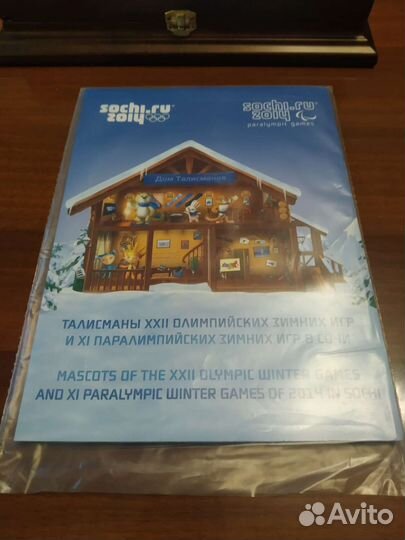 sochi.ru
2014
sochi.ru
2014
paralympic games
Дом Талисманов
ТАЛИСМАНЫ XXII ОЛИМПИЙСКИХ ЗИМНИХ ИГР
И XI ПАРАЛИМПИЙСКИХ ЗИМНИХ ИГР В СОЧИ
MASCOTS OF THE XXII OLYMPIC WINTER GAMES
AND XI PARALYMPIC WINTER GAMES OF 2014 IN SOCHI
Avito